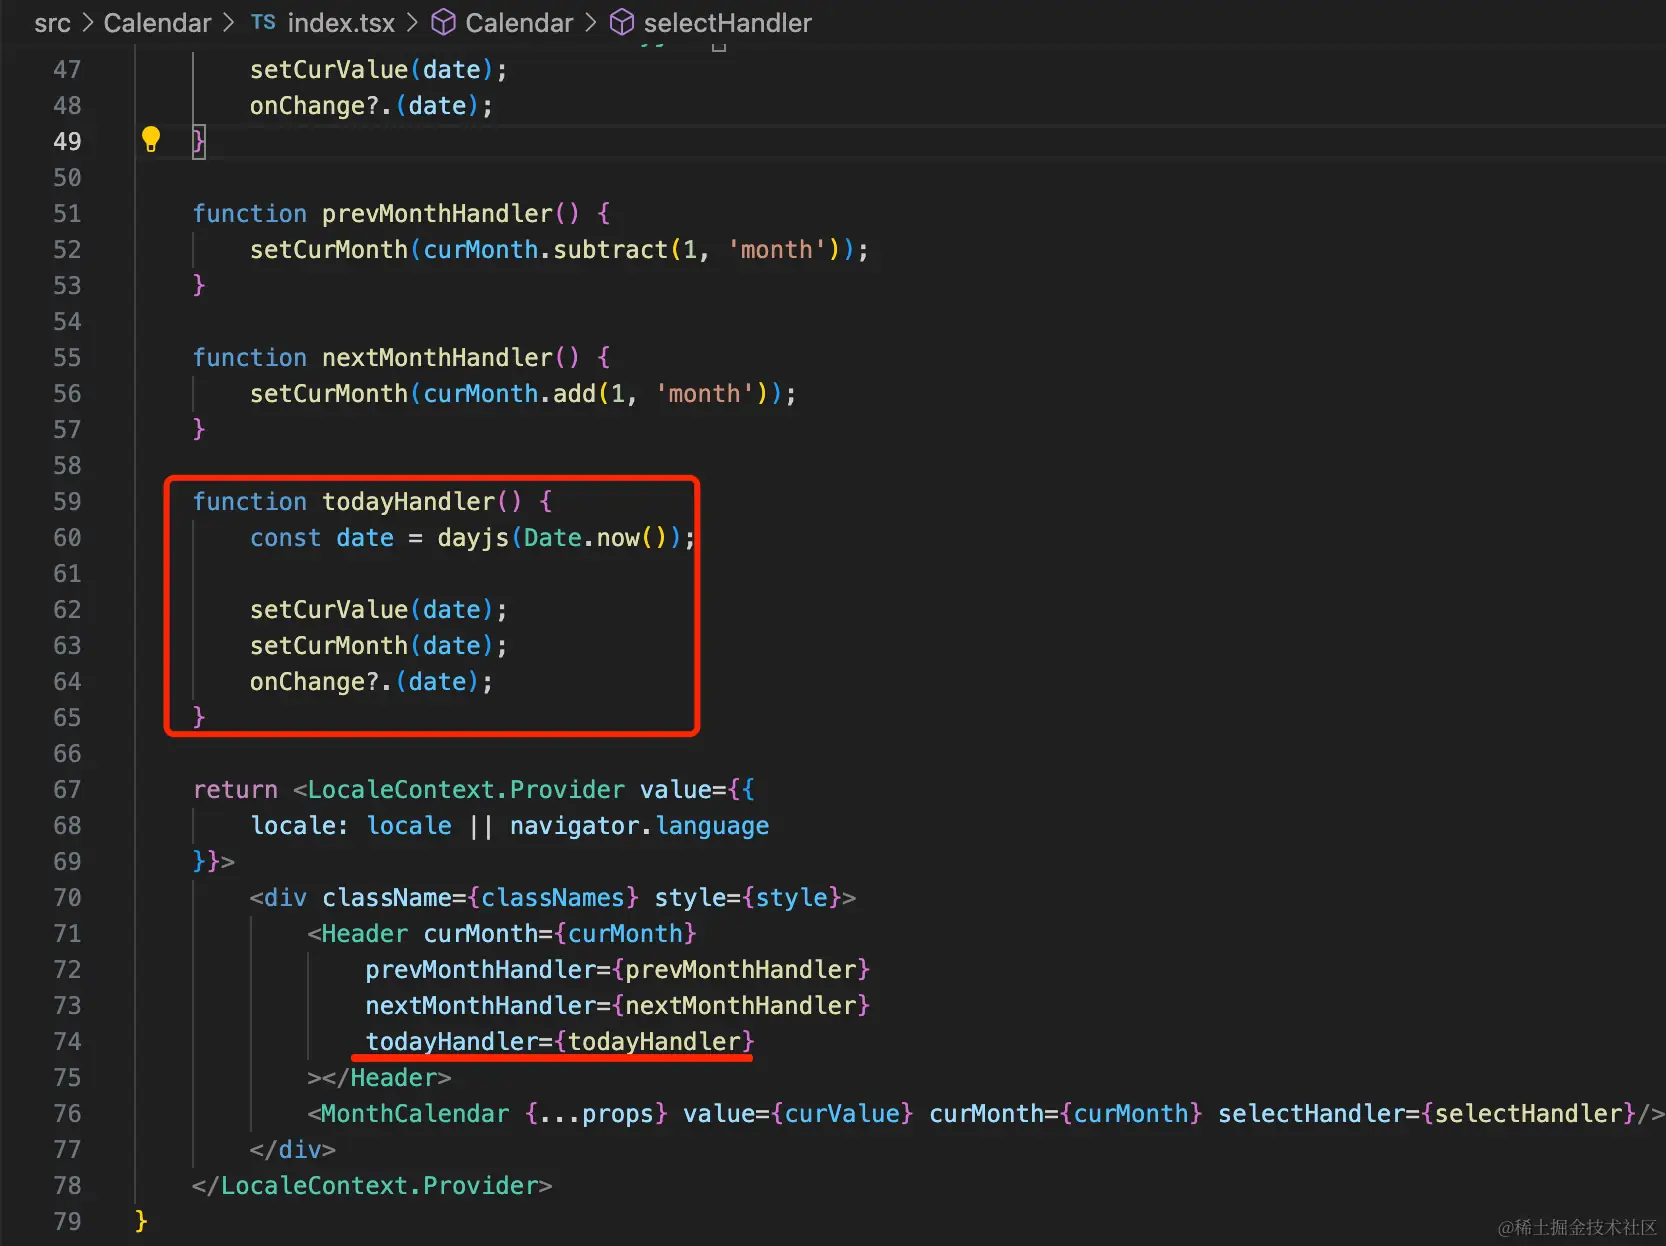 src > Calendar > TS index.tsx > Calendar > selectHandler
47 setCurValue(date);
48 onChange?.(date);
49 }
50
51 function prevMonthHandler() {
52 setCurMonth(curMonth.subtract(1, 'month'));
53 }
54
55 function nextMonthHandler() {
56 setCurMonth(curMonth.add(1, 'month'));
57 }
58
59 function todayHandler() {
60 const date = dayjs(Date.now());
61
62 setCurValue(date);
63 setCurMonth(date);
64 onChange?.(date);
65 }
66
67 return <LocaleContext.Provider value={{
68 locale: locale || navigator.language
69 }}>
70 <div className={classNames} style={style}>
71 <Header curMonth={curMonth}
72 prevMonthHandler={prevMonthHandler}
73 nextMonthHandler={nextMonthHandler}
74 todayHandler={todayHandler}
75 ></Header>
76 <MonthCalendar {...props} value={curValue} curMonth={curMonth} selectHandler={selectHandler}/>
77 </div>
78 </LocaleContext.Provider>
79 }
@稀土掘金技术社区